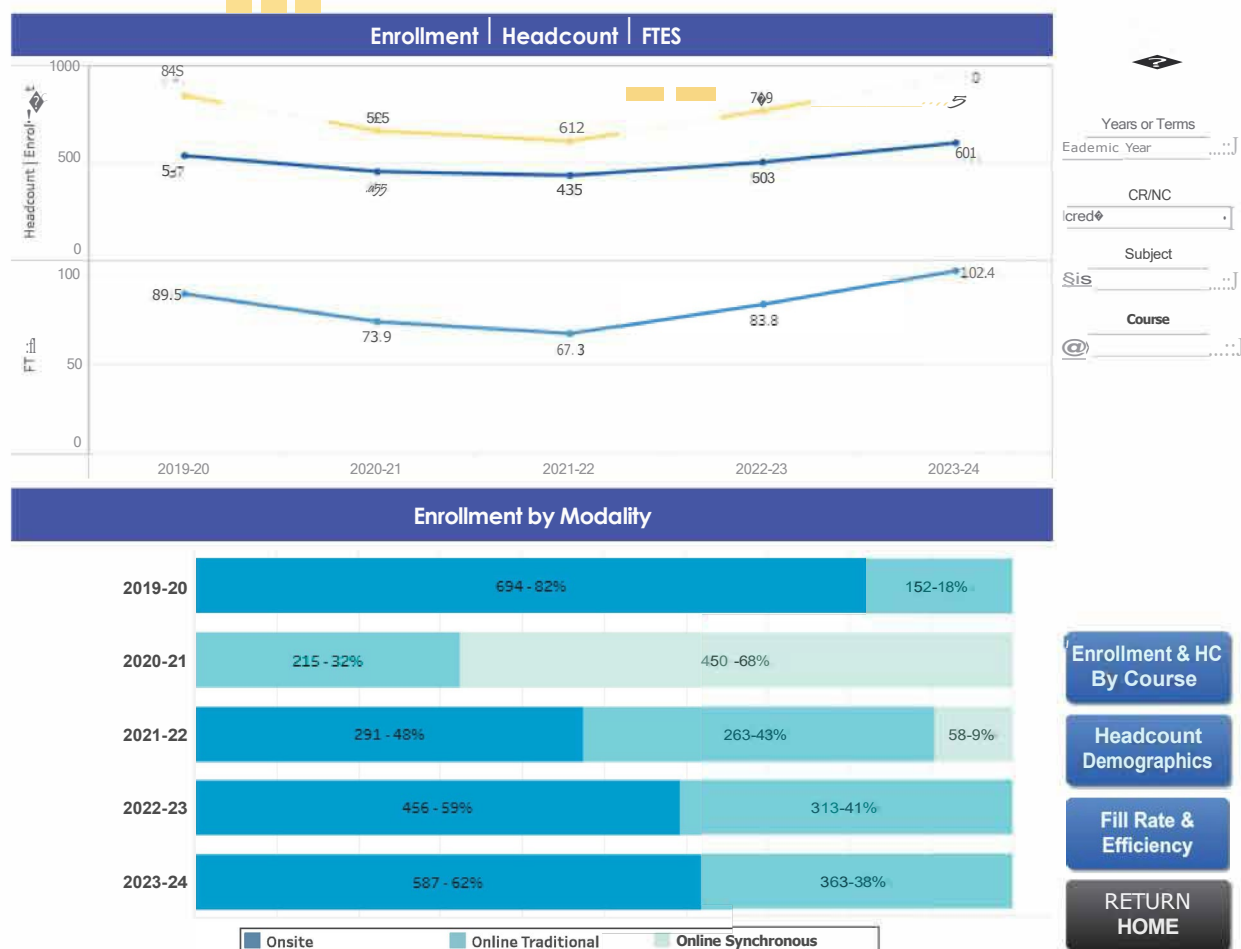 Enrollment | Headcount | FTES
1000
612
500
601
435
503
0
100
102.4
89.5
83.8
73.9
67.3
50
0
2019-20 2020-21 2021-22 2022-23 2023-24
Years or Terms
Eademic Year
CR/NC
Subject
Course
Enrollment by Modality
2019-20 694 - 82% 152-18%
2020-21 215 - 32% 450 -68%
2021-22 291 - 48% 263-43% 58-9%
2022-23 456 - 59% 313-41%
2023-24 587 - 62% 363-38%
Onsite Online Traditional Online Synchronous
Enrollment & HC
By Course
Headcount
Demographics
Fill Rate &
Efficiency
RETURN
HOME